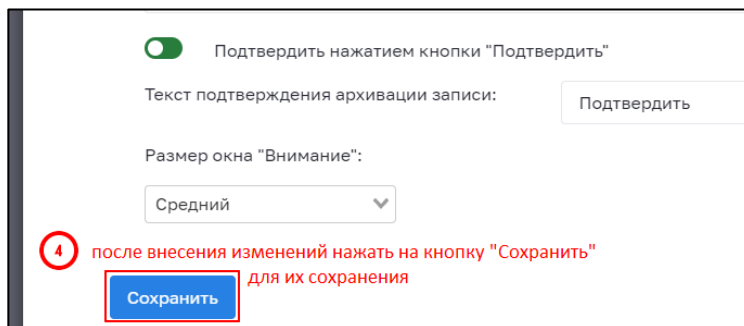 Подтвердить нажатием кнопки "Подтвердить"
Текст подтверждения архивации записи:
Подтвердить
Размер окна "Внимание":
Средний
4 после внесения изменений нажать на кнопку "Сохранить"
для их сохранения
Сохранить